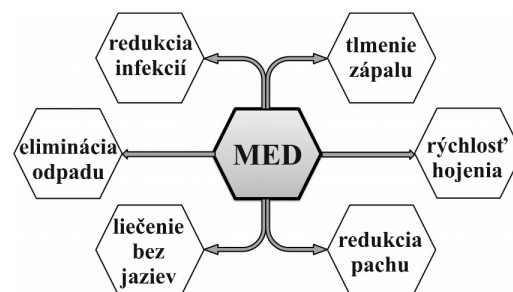 redukcia
infekcií
tlmenie
zápalu
eliminácia
odpadu
MED
rýchlosť
hojenia
liečenie
bez
jaziev
redukcia
pachu